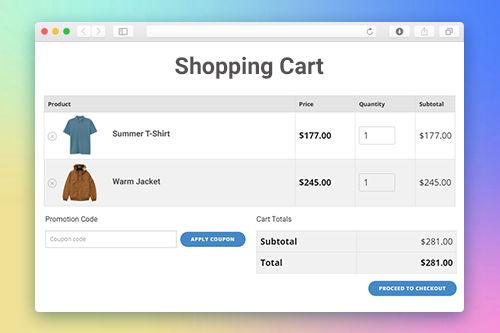 Shopping Cart
Product Price Quantity Subtotal
Summer T-Shirt $177.00 1 $177.00
Warm Jacket $245.00 1 $245.00
Promotion Code
Coupon code APPLY COUPON
Cart Totals
Subtotal $281.00
Total $281.00
PROCEED TO CHECKOUT